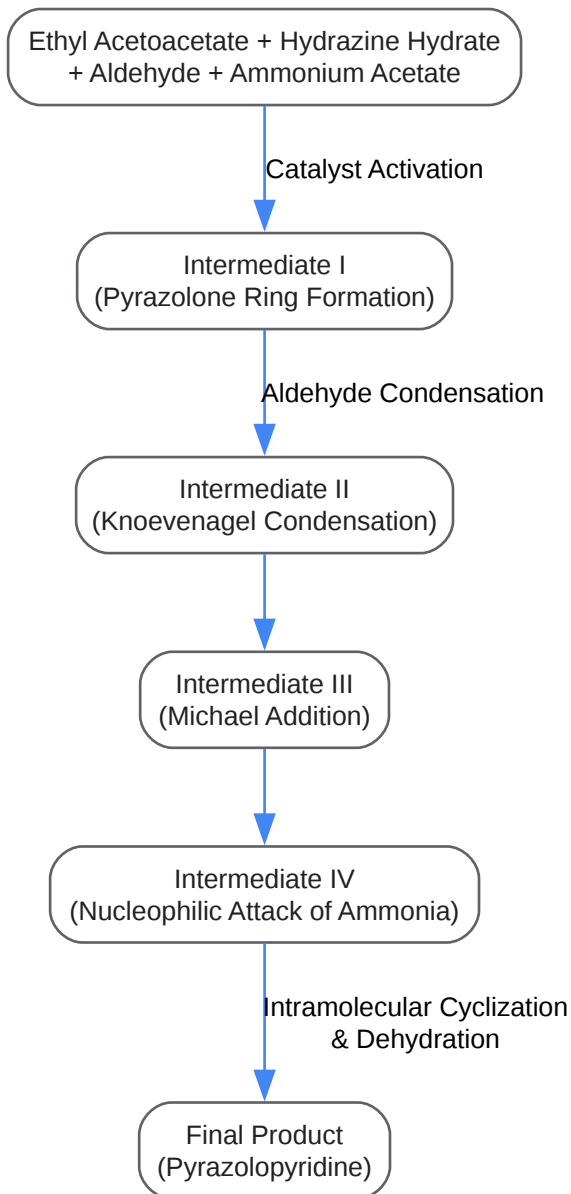 Ethyl Acetoacetate + Hydrazine Hydrate
+ Aldehyde + Ammonium Acetate
Catalyst Activation
Intermediate I
(Pyrazolone Ring Formation)
Aldehyde Condensation
Intermediate II
(Knoevenagel Condensation)
Intermediate III
(Michael Addition)
Intermediate IV
(Nucleophilic Attack of Ammonia)
Intramolecular Cyclization
& Dehydration
Final Product
(Pyrazolopyridine)